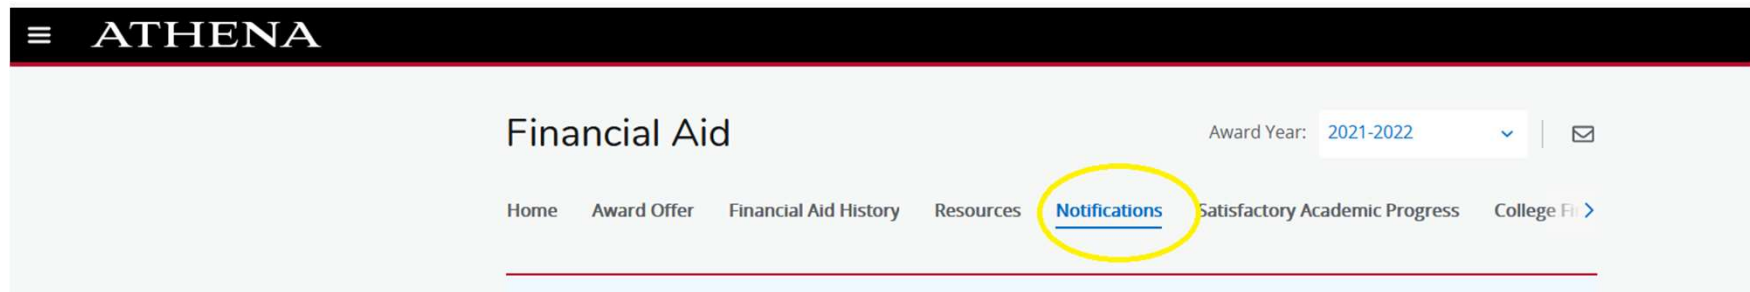 ATHENA
Financial Aid
Award Year: 2021-2022
Home Award Offer Financial Aid History Resources Notifications Satisfactory Academic Progress College